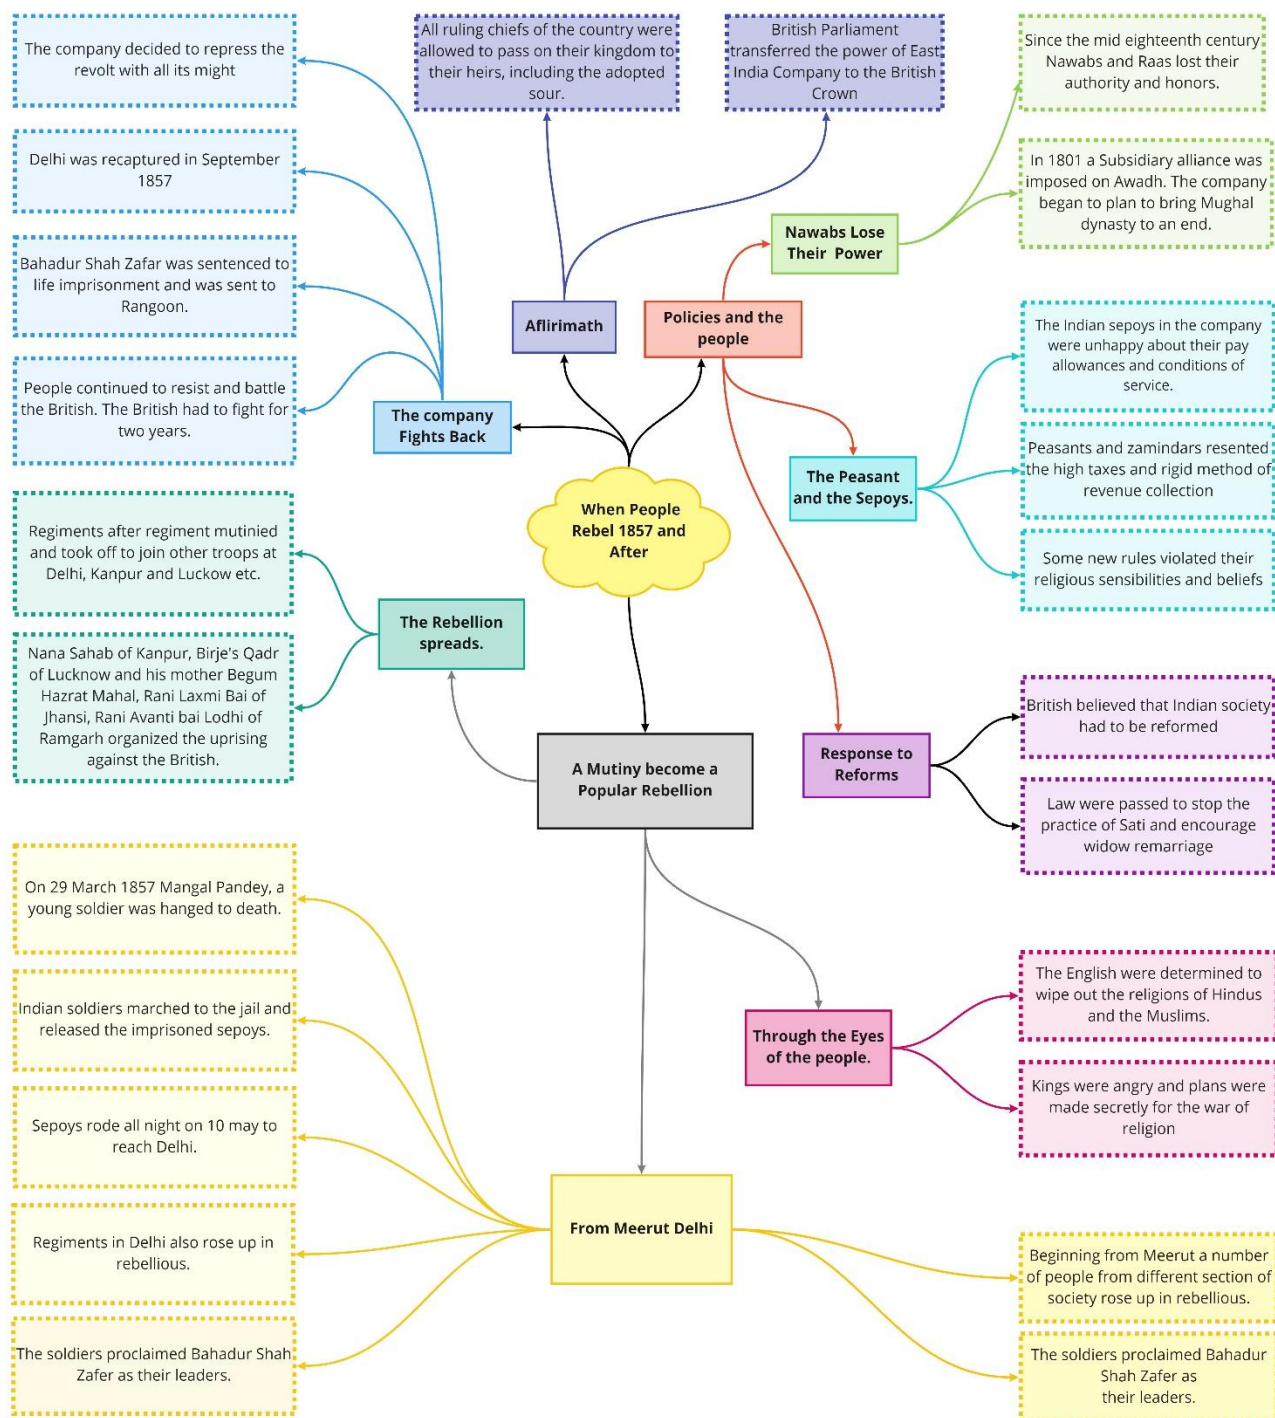 The company decided to repress the
revolt with all its might
Delhi was recaptured in September
1857
Bahadur Shah Zafar was sentenced to
life imprisonment and was sent to
Rangoon.
People continued to resist and battle
the British. The British had to fight for
two years.
The company
Fights Back
All ruling chiefs of the country were
allowed to pass on their kingdom to
their heirs, including the adopted
sour.
British Parliament
transferred the power of East
India Company to the British
Crown
Aflirimath
Policies and the
people
Nawabs Lose
Their Power
Since the mid eighteenth century
Nawabs and Raas lost their
authority and honors.
In 1801 a Subsidiary alliance was
imposed on Awadh. The company
began to plan to bring Mughal
dynasty to an end.
The Peasant
and the Sepoys.
The Indian sepoys in the company
were unhappy about their pay
allowances and conditions of
service.
Peasants and zamindars resented
the high taxes and rigid method of
revenue collection
Some new rules violated their
religious sensibilities and beliefs
When People
Rebel 1857 and
After
Regiments after regiment mutinied
and took off to join other troops at
Delhi, Kanpur and Luckow etc.
Nana Sahab of Kanpur, Birje's Qadr
of Lucknow and his mother Begum
Hazrat Mahal, Rani Laxmi Bai of
Jhansi, Rani Avanti bai Lodhi of
Ramgarh organized the uprising
against the British.
The Rebellion
spreads.
A Mutiny become a
Popular Rebellion
Response to
Reforms
British believed that Indian society
had to be reformed
Law were passed to stop the
practice of Sati and encourage
widow remarriage
On 29 March 1857 Mangal Pandey, a
young soldier was hanged to death.
Indian soldiers marched to the jail and
released the imprisoned sepoys.
Sepoys rode all night on 10 may to
reach Delhi.
Regiments in Delhi also rose up in
rebellious.
The soldiers proclaimed Bahadur Shah
Zafer as their leaders.
Through the Eyes
of the people.
The English were determined to
wipe out the religions of Hindus
and the Muslims.
Kings were angry and plans were
made secretly for the war of
religion
From Meerut Delhi
Beginning from Meerut a number
of people from different section of
society rose up in rebellious.
The soldiers proclaimed Bahadur
Shah Zafer as
their leaders.